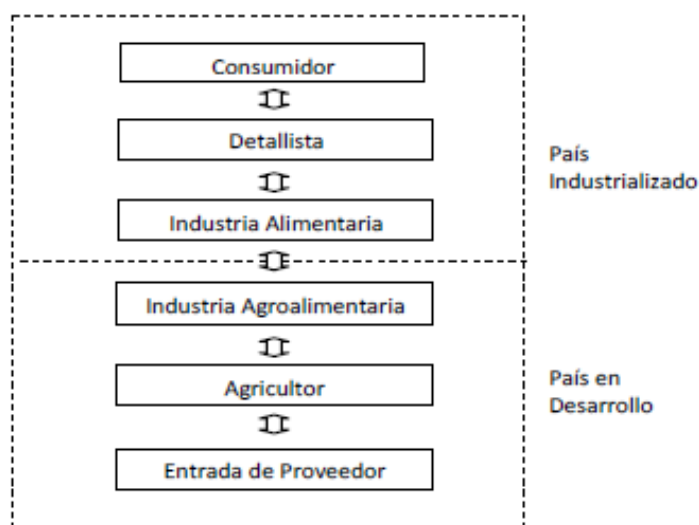 Consumidor
Detallista
País
Industrializado
Industria Alimentaria
Industria Agroalimentaria
Agricultor
País en
Desarrollo
Entrada de Proveedor